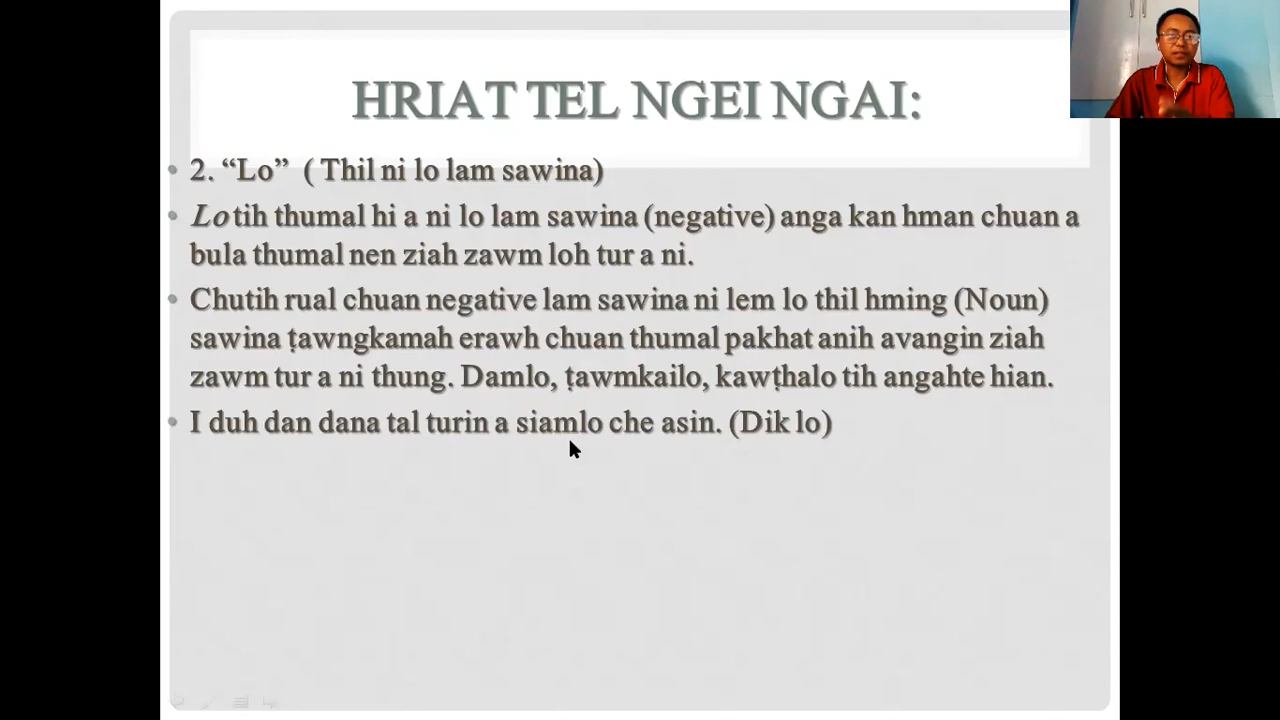 HRIAT TEL NGEI NGAI:
• 2. “Lo” ( Thil ni lo lam sawina)
• Lo tih thumal hi a ni lo lam sawina (negative) anga kan hman chuan a
bula thumal nen ziah zawm loh tur a ni.
• Chutih rual chuan negative lam sawina ni lem lo thil hming (Noun)
sawina ṭawngkamah erawh chuan thumal pakhat anih avangin ziah
zawm tur a ni thung. Damlo, ṭawmkailo, kawṭhalo tih angahte hian.
• I duh dan dana tal turin a siamlo che asin. (Dik lo)